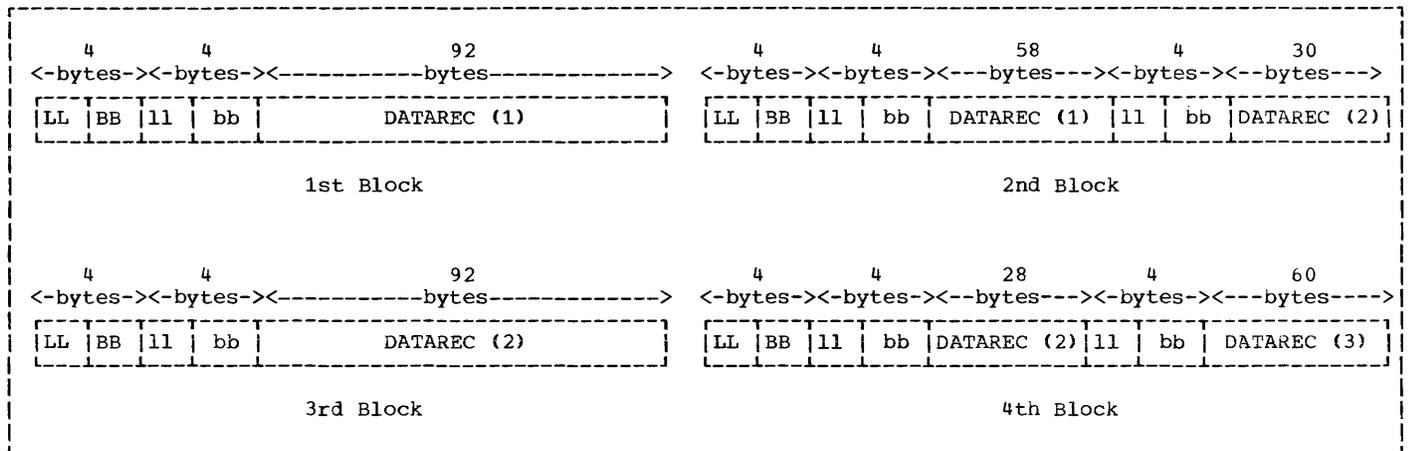 4 4 92 4 4 58 4 30
<-bytes-><-bytes-><------------bytes-------------> <-bytes-><-bytes-><---bytes---><-bytes-><--bytes--->
|LL |BB |ll | bb | DATAREC (1) | |LL |BB |ll | bb | DATAREC (1) |ll | bb |DATAREC (2)|
1st Block 2nd Block
4 4 92 4 4 28 4 60
<-bytes-><-bytes-><------------bytes-------------> <-bytes-><-bytes-><--bytes---><-bytes-><---bytes---->
|LL |BB |ll | bb | DATAREC (2) | |LL |BB |ll | bb |DATAREC (2)|ll | bb | DATAREC (3) |
3rd Block 4th Block